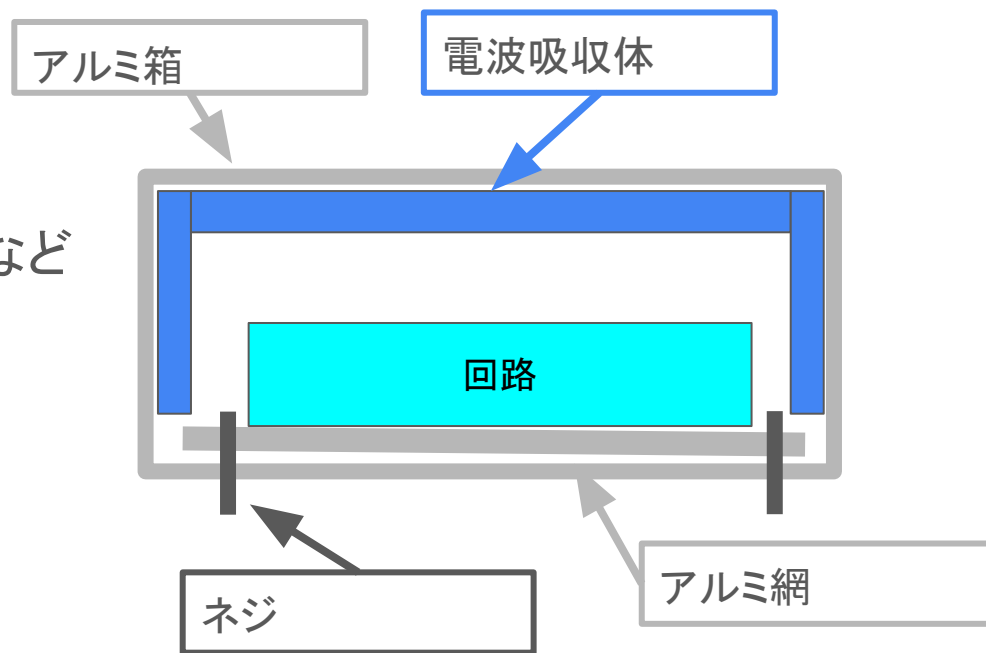 アルミ箱
電波吸収体
など
回路
アルミ網
ネジ